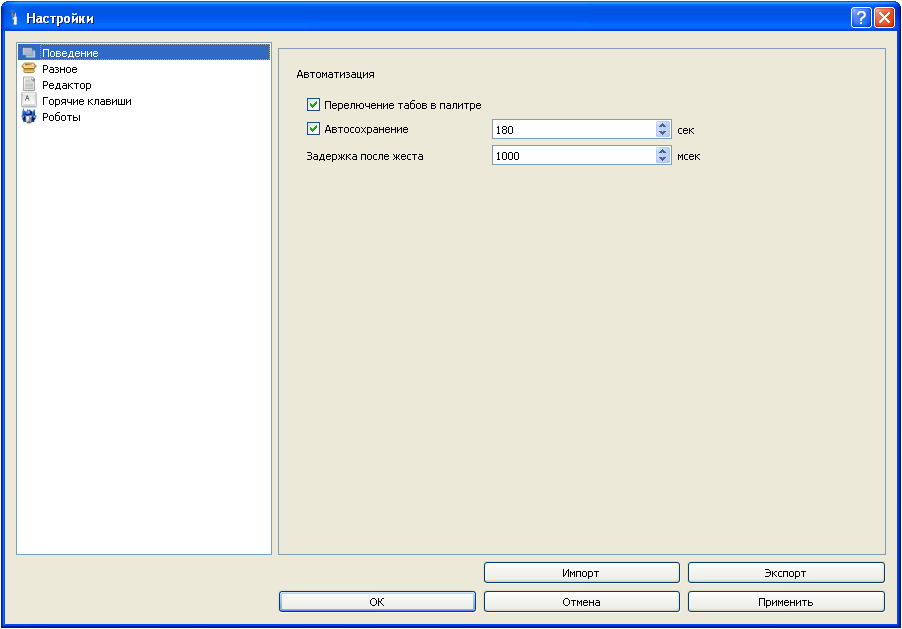 Настройки
Поведение
Разное
Редактор
Горячие клавиши
Роботы
Автоматизация
Перелючение табов в палитре
Автосохранение 180 сек
Задержка после жеста 1000 мсек
Импорт Экспорт
OK Отмена Применить